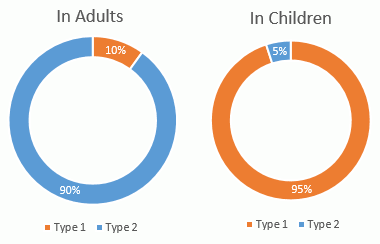 In Adults
10%
90%
Type 1 Type 2
In Children
5%
95%
Type 1 Type 2